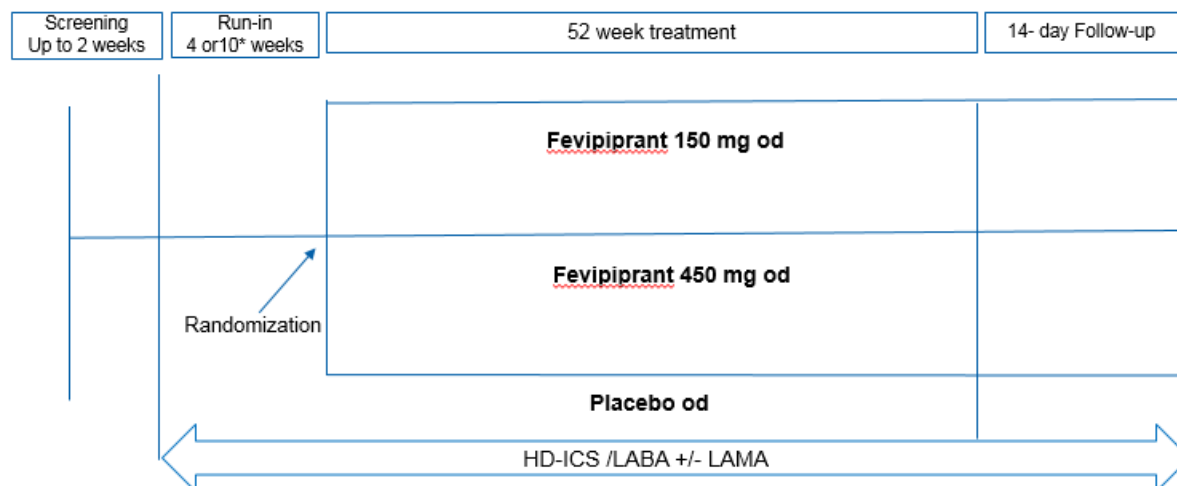 Screening
Up to 2 weeks
Run-in
4 or10* weeks
52 week treatment
14- day Follow-up
Fevipiprant 150 mg od
Fevipiprant 450 mg od
Randomization
Placebo od
HD-ICS /LABA +/- LAMA